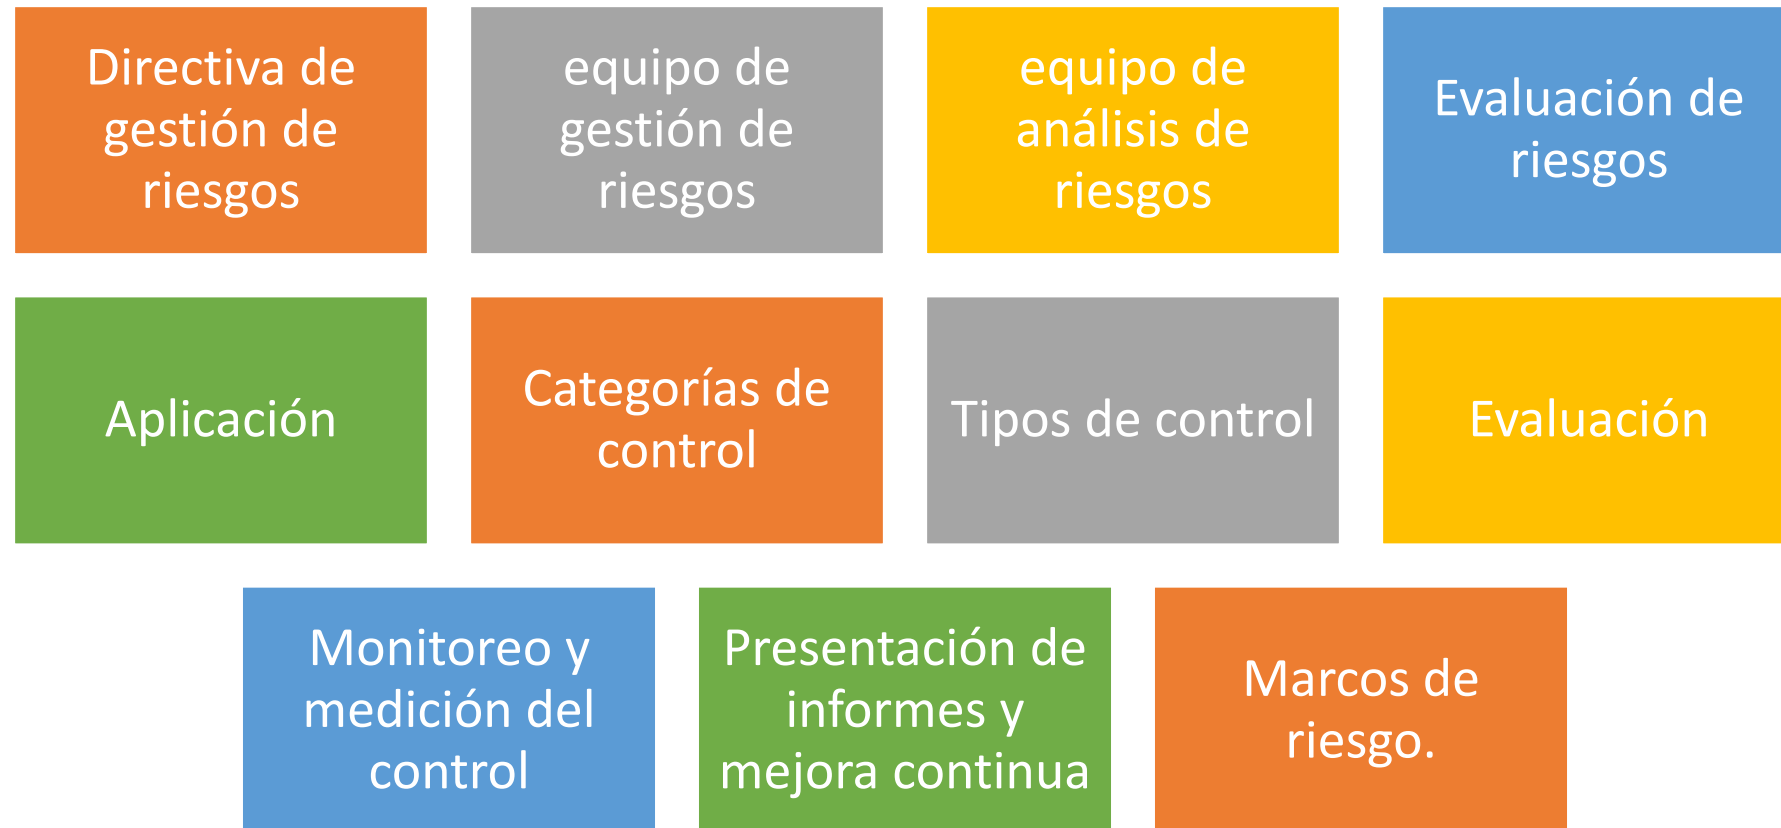 Directiva de
gestión de
riesgos
equipo de
gestión de
riesgos
equipo de
análisis de
riesgos
Evaluación de
riesgos
Aplicación
Categorías de
control
Tipos de control
Evaluación
Monitoreo y
medición del
control
Presentación de
informes y
mejora continua
Marcos de
riesgo.